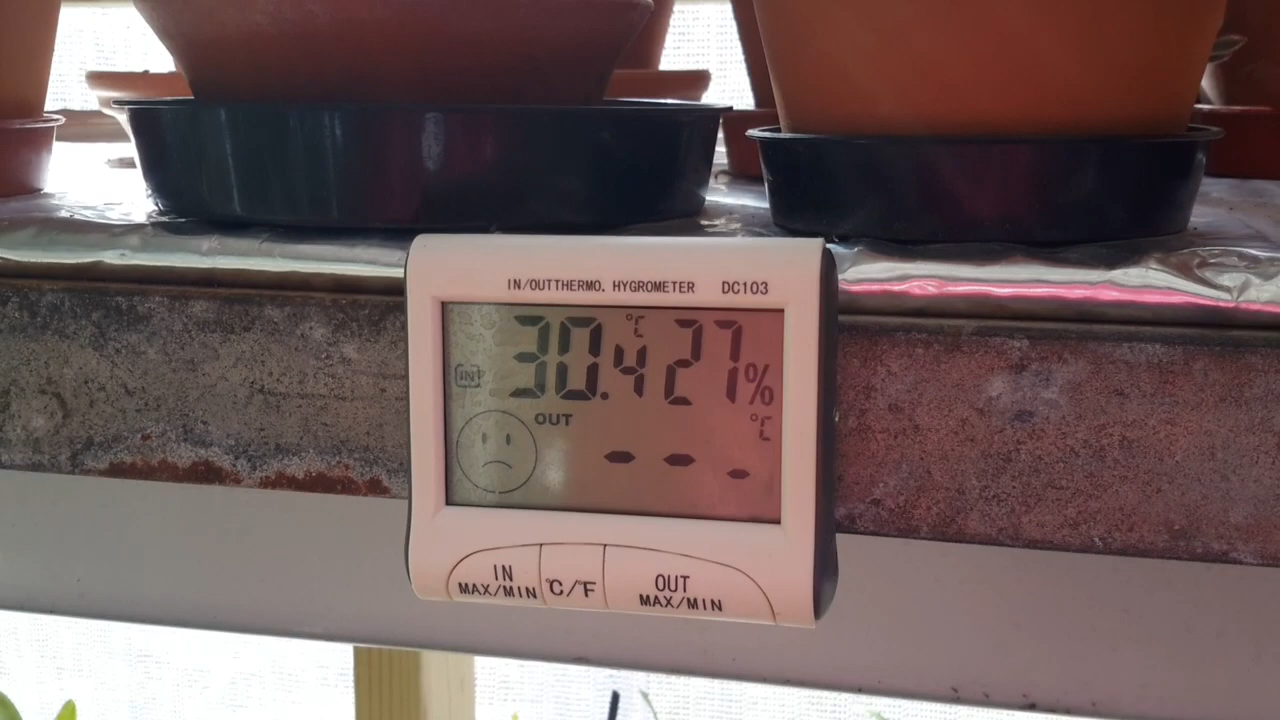 IN/OUTTHERMO. HYGROMETER DC103
IN 30.4 °C 27%
OUT --.- °C
IN MAX/MIN
°C/°F
OUT MAX/MIN